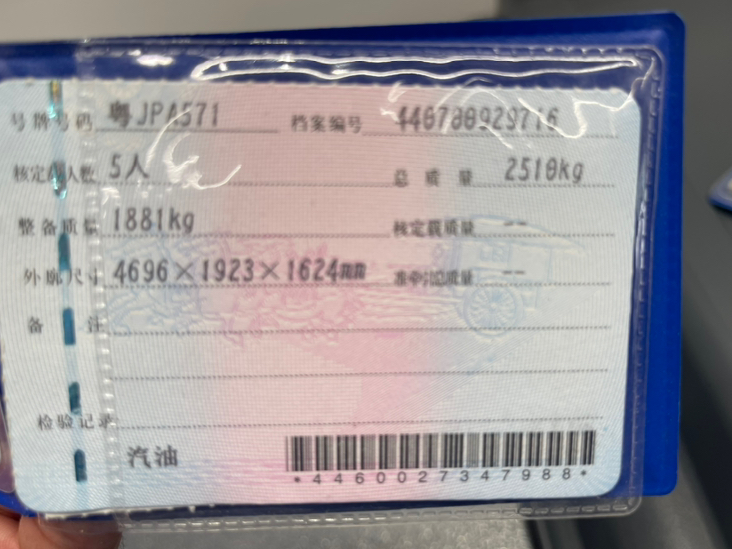 号牌号码 粤JPA571 档案编号 440700929716
核定载人数 5人 总质量 2510kg
整备质量 1881kg 核定载质量 --
外廓尺寸 4696×1923×1624mm 准牵引总质量 --
备注
检验记录
汽油
*4460027347988*